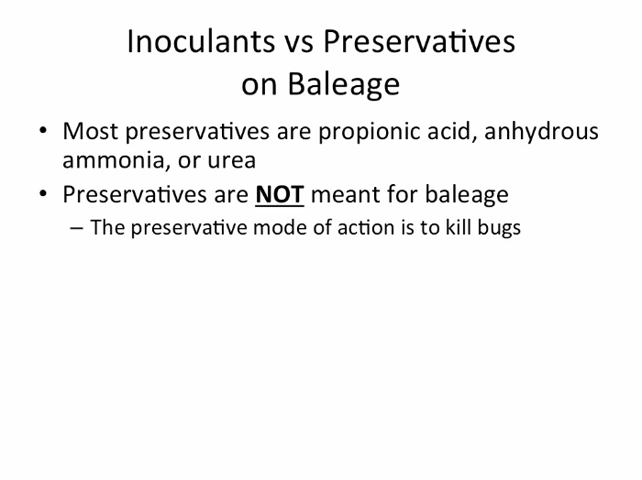 Inoculants vs Preservatives
on Baleage
• Most preservatives are propionic acid, anhydrous
ammonia, or urea
• Preservatives are NOT meant for baleage
– The preservative mode of action is to kill bugs